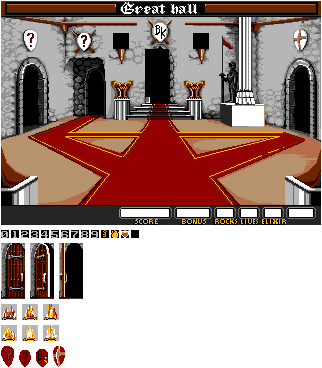 Great hall
?
?
BK
SCORE BONUS ROCKS LIVES ELIXIR
0123456789
? ?